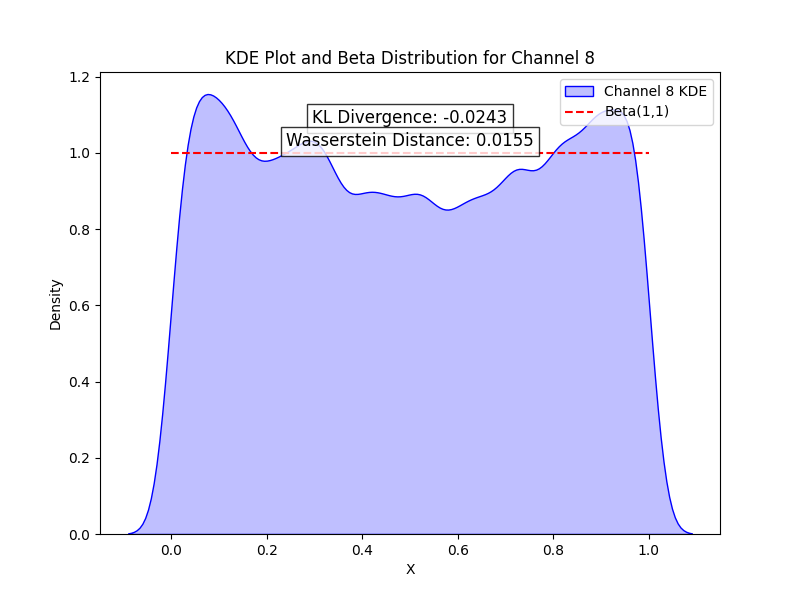 KDE Plot and Beta Distribution for Channel 8
Channel 8 KDE
Beta(1,1)
KL Divergence: -0.0243
Wasserstein Distance: 0.0155
Density
1.2
1.0
0.8
0.6
0.4
0.2
0.0
0.0 0.2 0.4 0.6 0.8 1.0
X